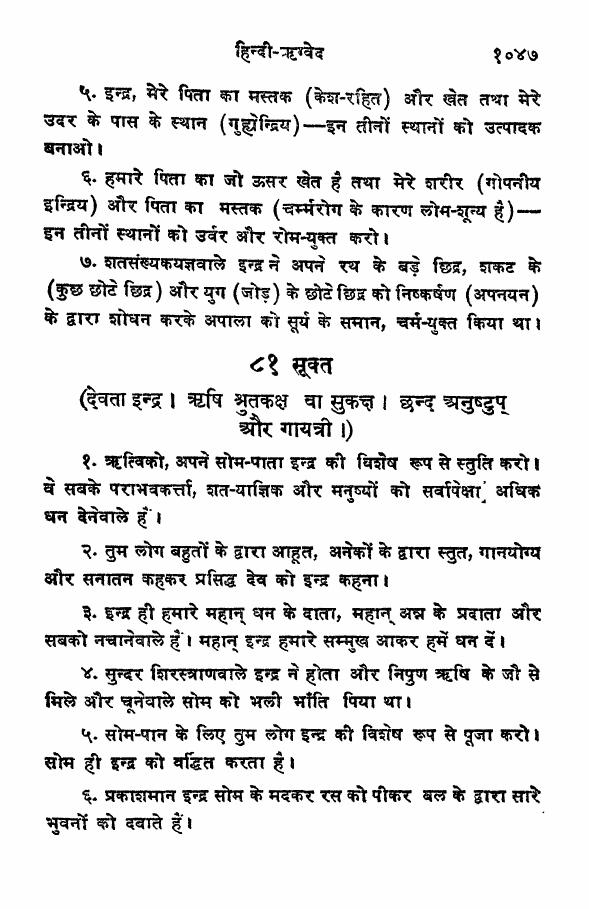 हिन्दी-ऋग्वेद १०४७
५. इन्द्र, मेरे पिता का मस्तक (केश-रहित) और खेत तथा मेरे
उदर के पास के स्थान (गुह्येन्द्रिय)—इन तीनों स्थानों को उत्पादक
बनाओ।
६. हमारे पिता का जो ऊसर खेत है तथा मेरे शरीर (गोपनीय
इन्द्रिय) और पिता का मस्तक (चर्म्मरोग के कारण लोम-शून्य है)—
इन तीनों स्थानों को उर्वर और रोम-युक्त करो।
७. शतसंख्यकयज्ञवाले इन्द्र ने अपने रथ के बड़े छिद्र, शकट के
(कुछ छोटे छिद्र) और युग (जोड़) के छोटे छिद्र को निष्कर्षण (अपनयन)
के द्वारा शोधन करके अपाला को सूर्य के समान, चर्म-युक्त किया था।
८१ सूक्त
(देवता इन्द्र। ऋषि श्रुतकक्ष वा सुकक्ष। छन्द अनुष्टुप्
और गायत्री।)
१. ऋत्विको, अपने सोम-पाता इन्द्र की विशेष रूप से स्तुति करो।
वे सबके पराभवकर्त्ता, शत-याज्ञिक और मनुष्यों को सर्वापेक्षा अधिक
धन देनेवाले हैं।
२. तुम लोग बहुतों के द्वारा आहूत, अनेकों के द्वारा स्तुत, गानयोग्य
और सनातन कहकर प्रसिद्ध देव को इन्द्र कहना।
३. इन्द्र ही हमारे महान् धन के दाता, महान् अन्न के प्रदाता और
सबको नचानेवाले हैं। महान् इन्द्र हमारे सम्मुख आकर हमें धन दें।
४. सुन्दर शिरस्त्राणवाले इन्द्र ने होता और निपुण ऋषि के जौ से
मिले और चूनेवाले सोम को भली भाँति पिया था।
५. सोम-पान के लिए तुम लोग इन्द्र की विशेष रूप से पूजा करो।
सोम ही इन्द्र को वर्द्धित करता है।
६. प्रकाशमान इन्द्र सोम के मदकर रस को पीकर बल के द्वारा सारे
भुवनों को दबाते हैं।